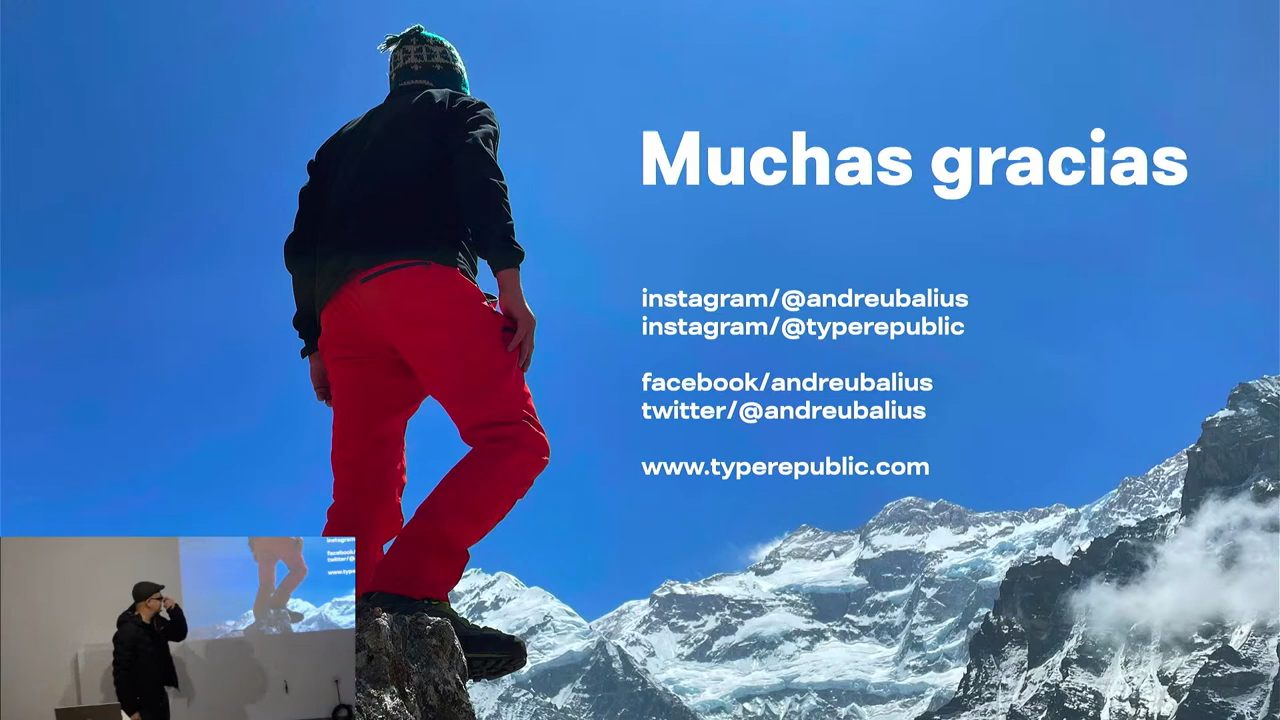 Muchas gracias
instagram/@andreubalius
instagram/@typerepublic
facebook/andreubalius
twitter/@andreubalius
www.typerepublic.com